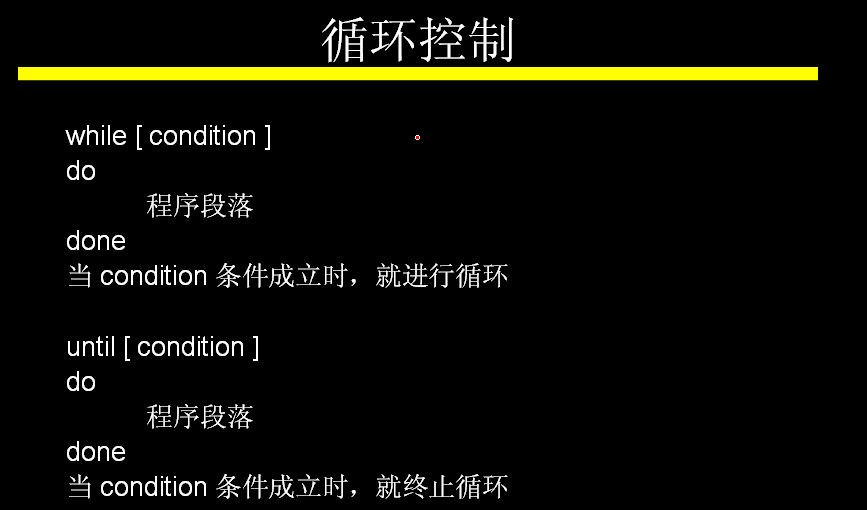 循环控制
while [ condition ]
do
程序段落
done
当 condition 条件成立时，就进行循环
until [ condition ]
do
程序段落
done
当 condition 条件成立时，就终止循环